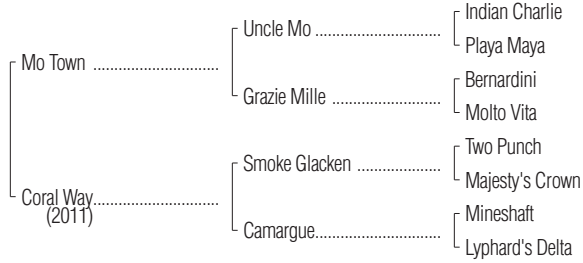 Indian Charlie
Uncle Mo ..............................
Playa Maya
Mo Town ..............................
Bernardini
Grazie Mille ..........................
Molto Vita
Two Punch
Smoke Glacken ....................
Majesty's Crown
Coral Way..............................
(2011)
Mineshaft
Camargue..............................
Lyphard's Delta